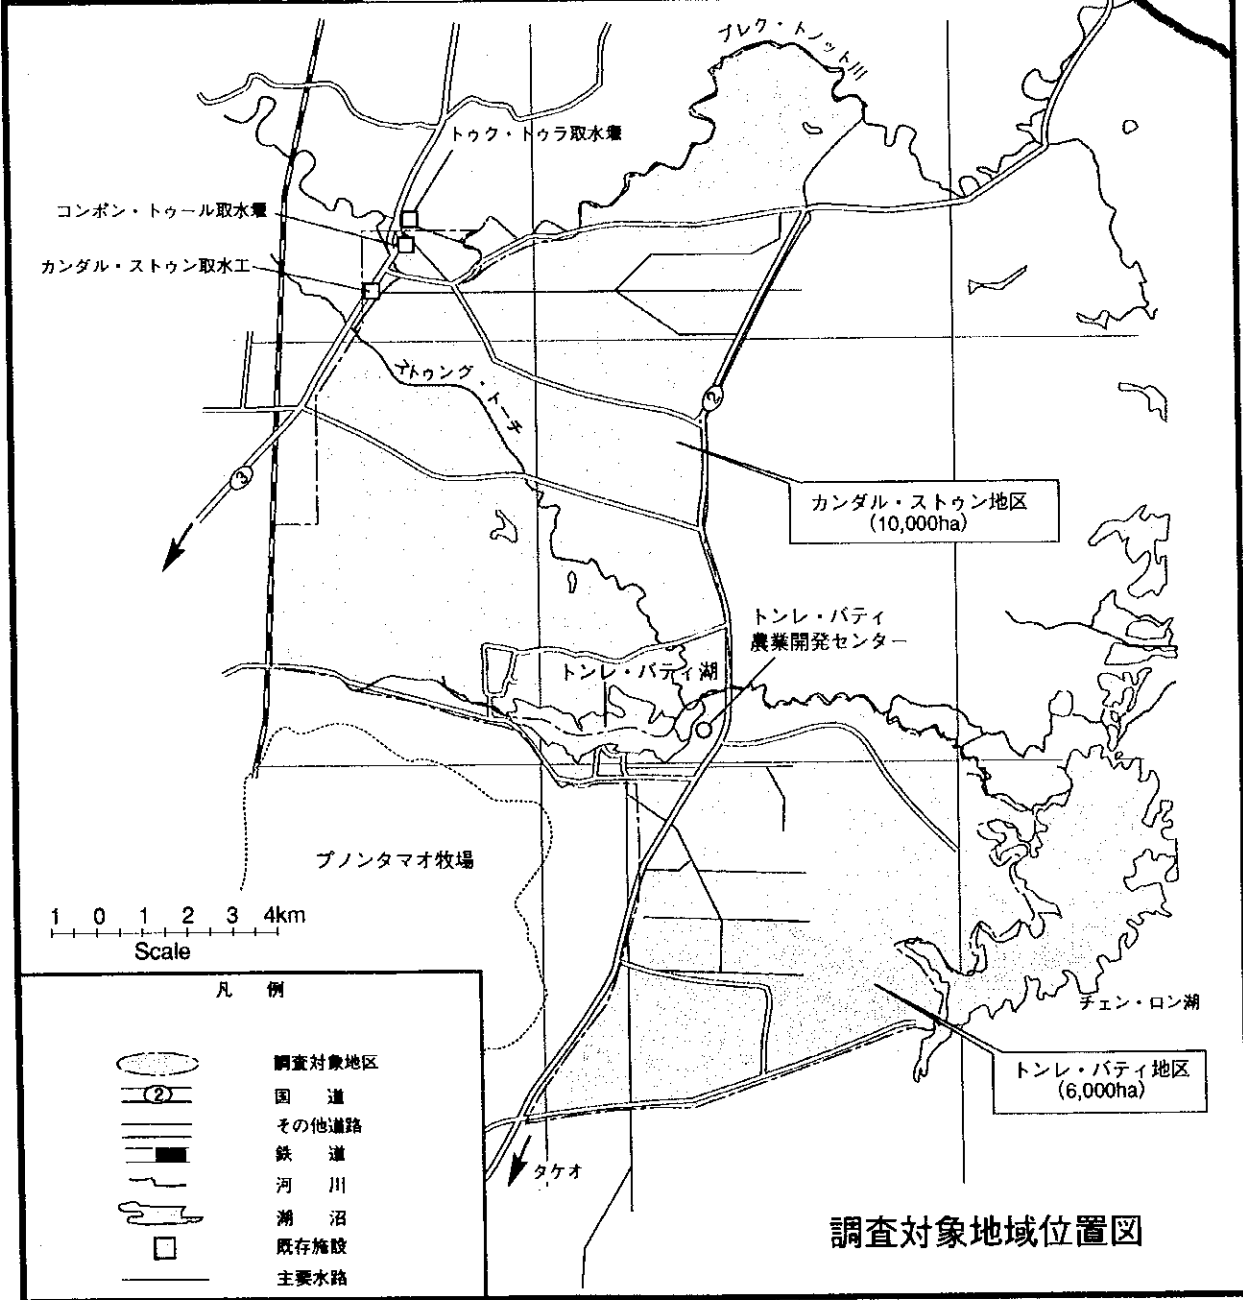 プレク・トノット川
トゥク・トゥラ取水堰
コンポン・トゥール取水堰
カンダル・ストゥン取水工
アトゥング・トーチ
2
3
カンダル・ストゥン地区
(10,000ha)
トンレ・バティ
農業開発センター
トンレ・バティ湖
プノンタマオ牧場
1 0 1 2 3 4km
Scale
チェン・ロン湖
トンレ・バティ地区
(6,000ha)
タケオ
凡 例
調査対象地区
2
国 道
その他道路
鉄 道
河 川
湖 沼
既存施設
主要水路
調査対象地域位置図